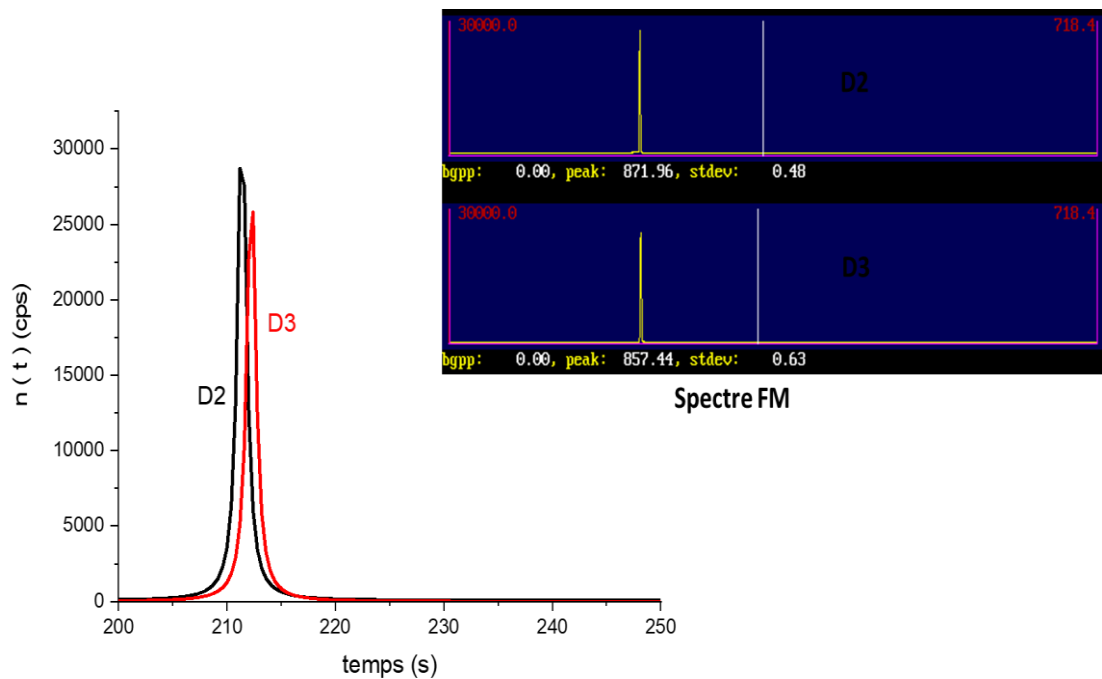 30000.0 718.4
D2
bgpp: 0.00, peak: 871.96, stdev: 0.48
30000.0 718.4
D3
bgpp: 0.00, peak: 857.44, stdev: 0.63
Spectre FM
30000
25000
20000
15000
10000
5000
0
n ( t ) (cps)
D3
D2
200 210 220 230 240 250
temps (s)